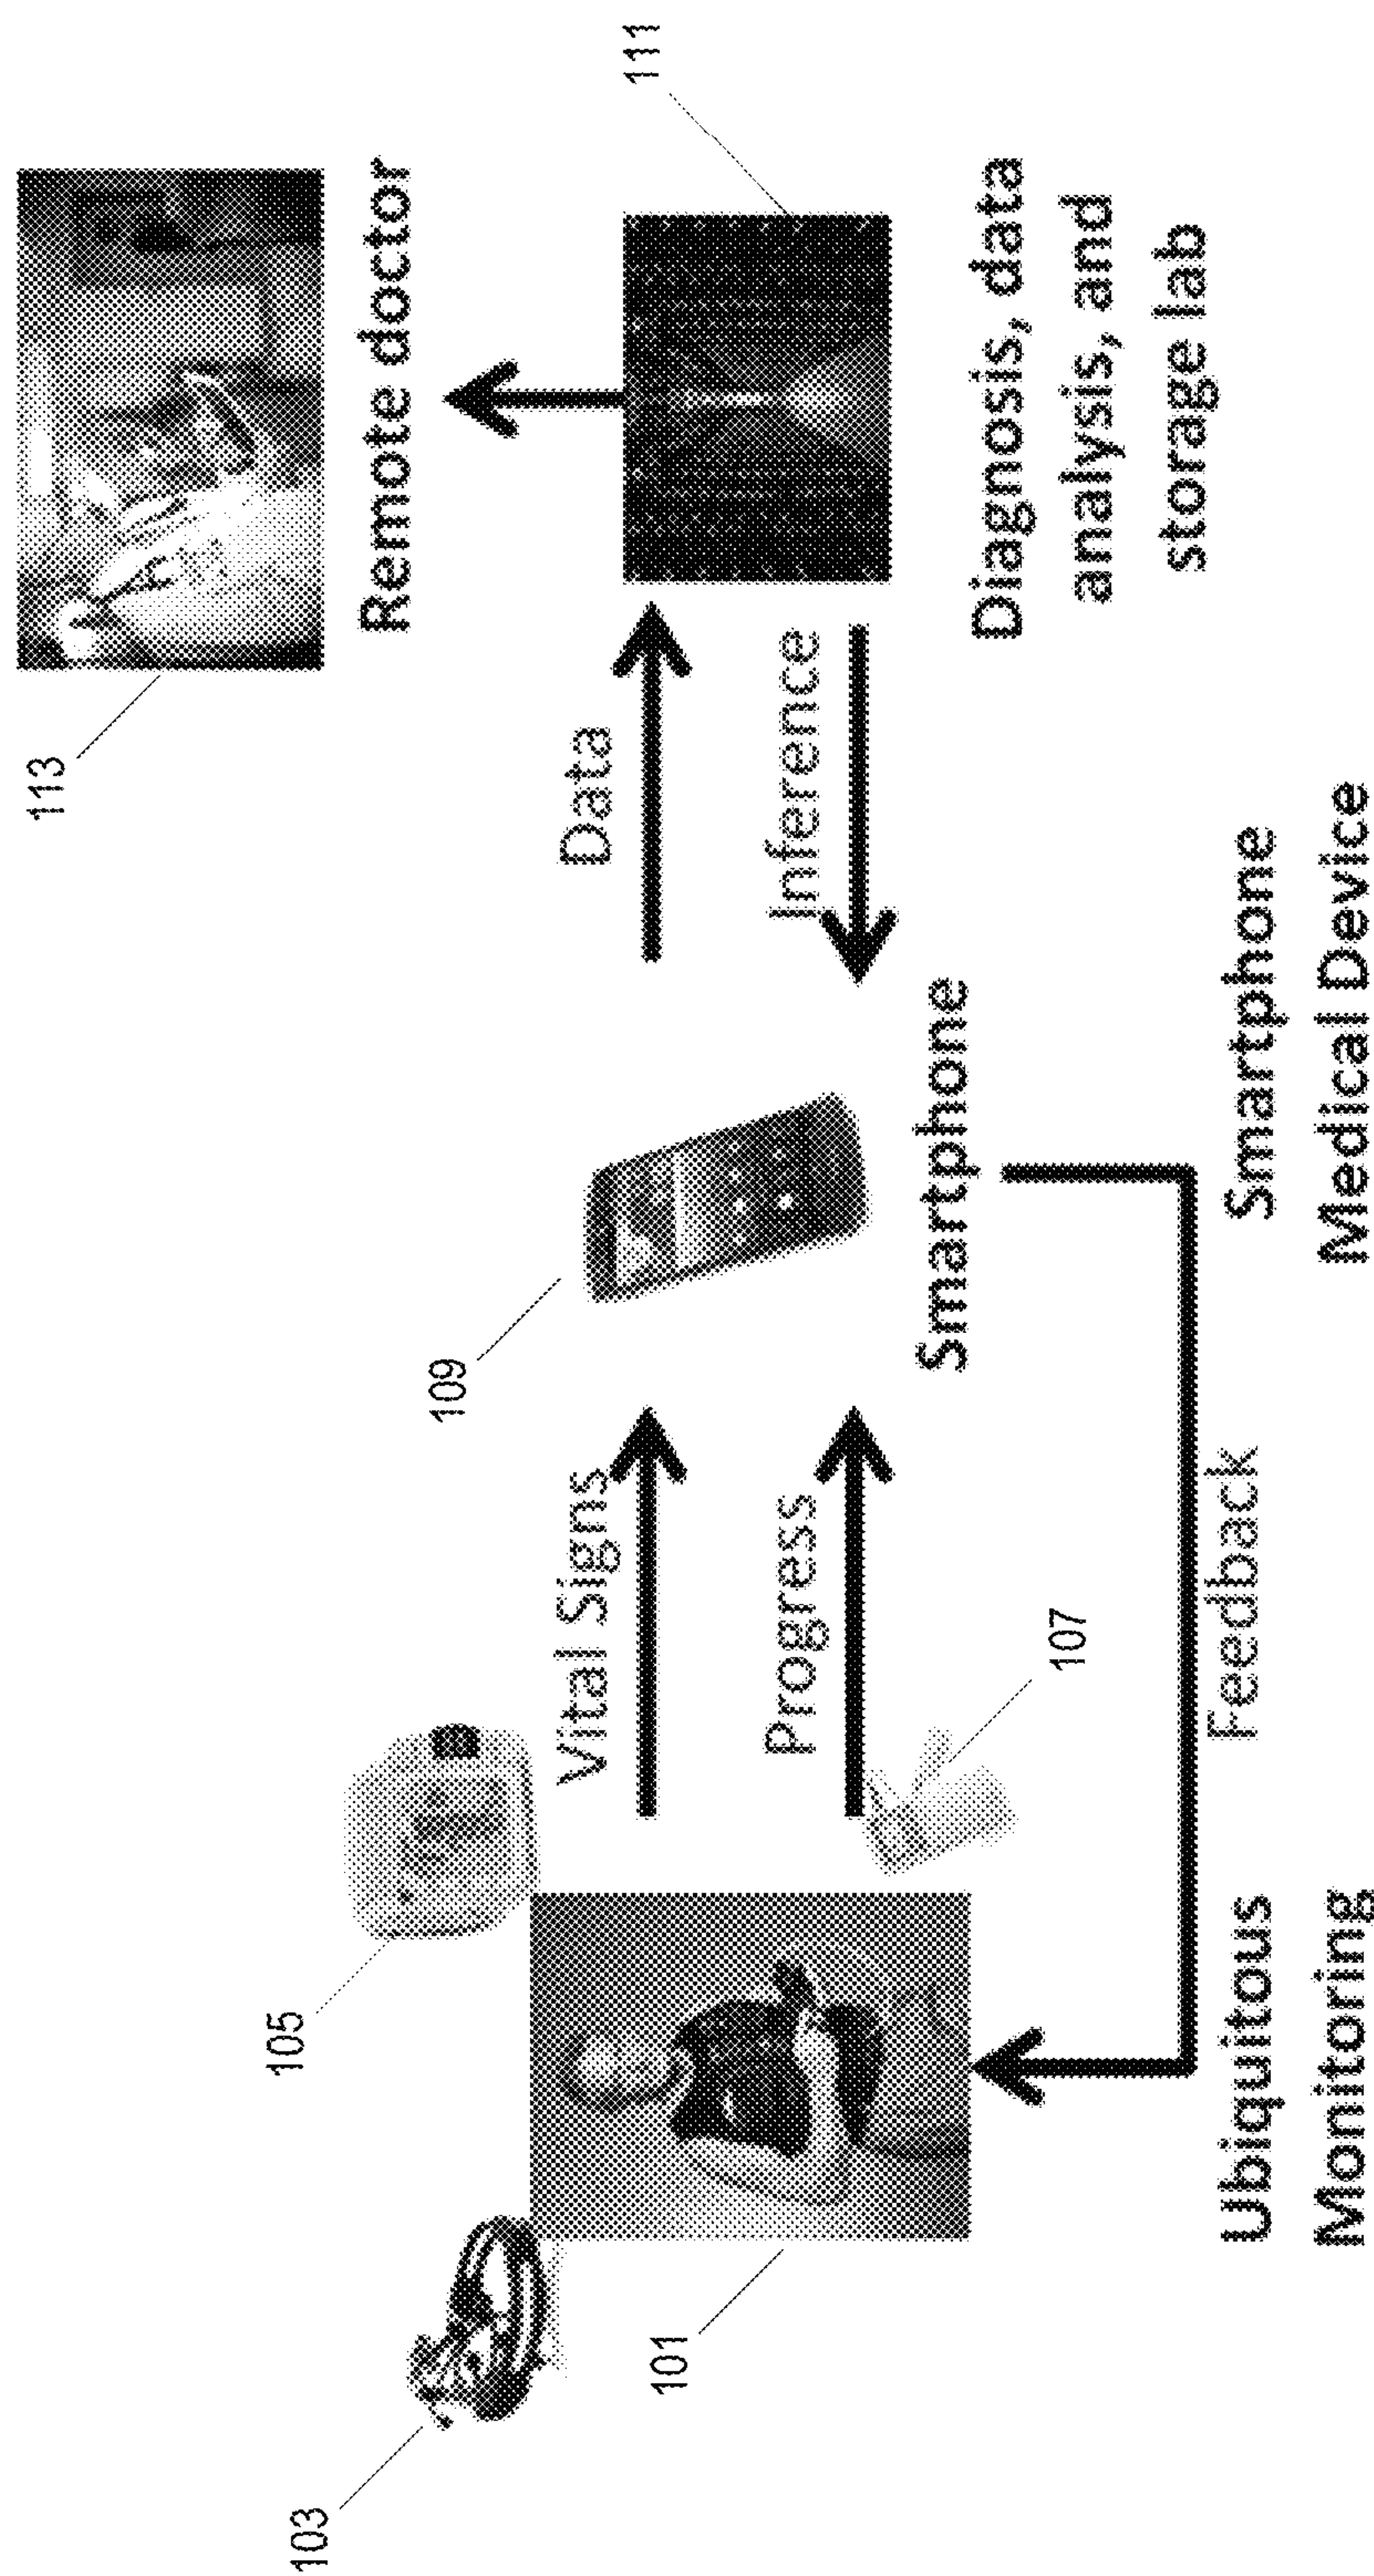 113
Remote doctor
111
Data
Inference
Diagnosis, data
analysis, and
storage lab
109
Smartphone
105
Vital Signs
Progress
107
103
101
Feedback
Ubiquitous
Monitoring
Smartphone
Medical Device